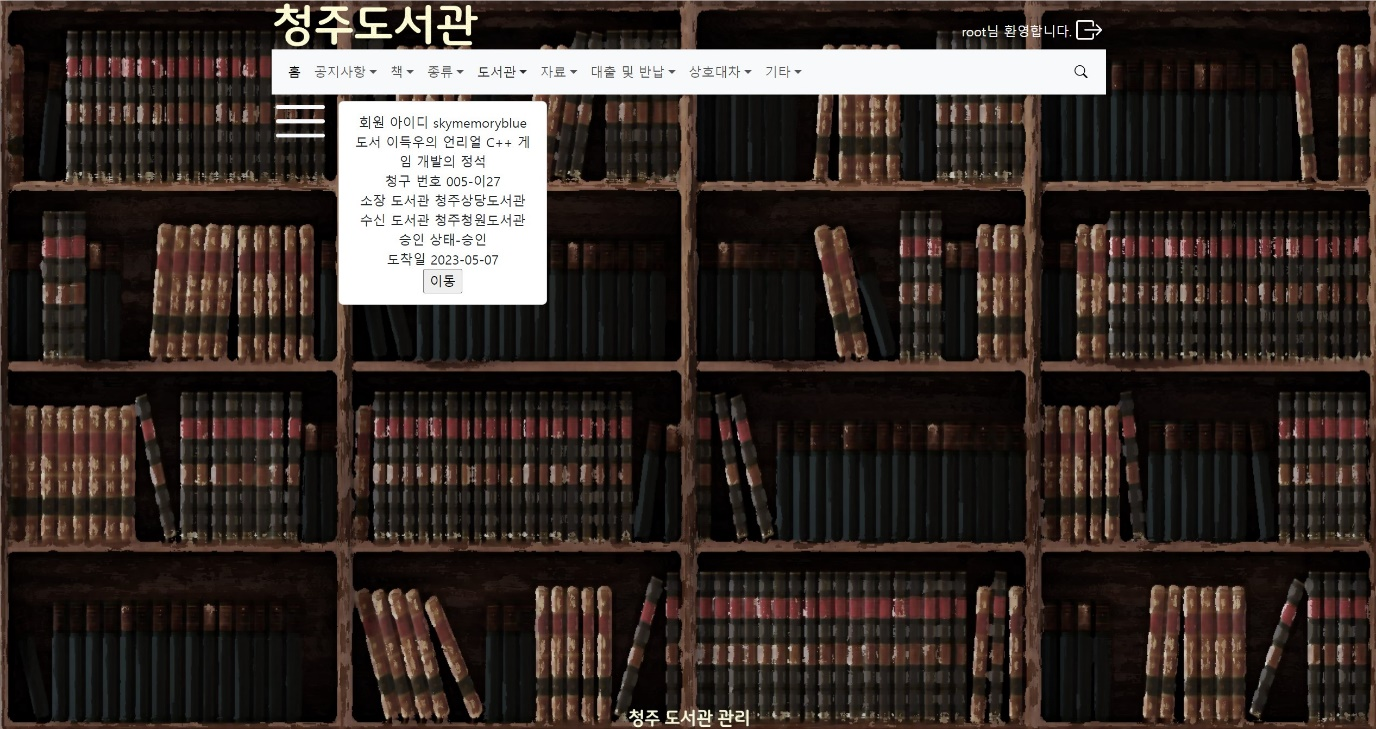 청주도서관
root님 환영합니다.
홈 공지사항 책 종류 도서관 자료 대출 및 반납 상호대차 기타
회원 아이디 skymemoryblue
도서 이득우의 언리얼 C++ 게
임 개발의 정석
청구 번호 005-이27
소장 도서관 청주상당도서관
수신 도서관 청주청원도서관
승인 상태-승인
도착일 2023-05-07
이동
청주 도서관 관리